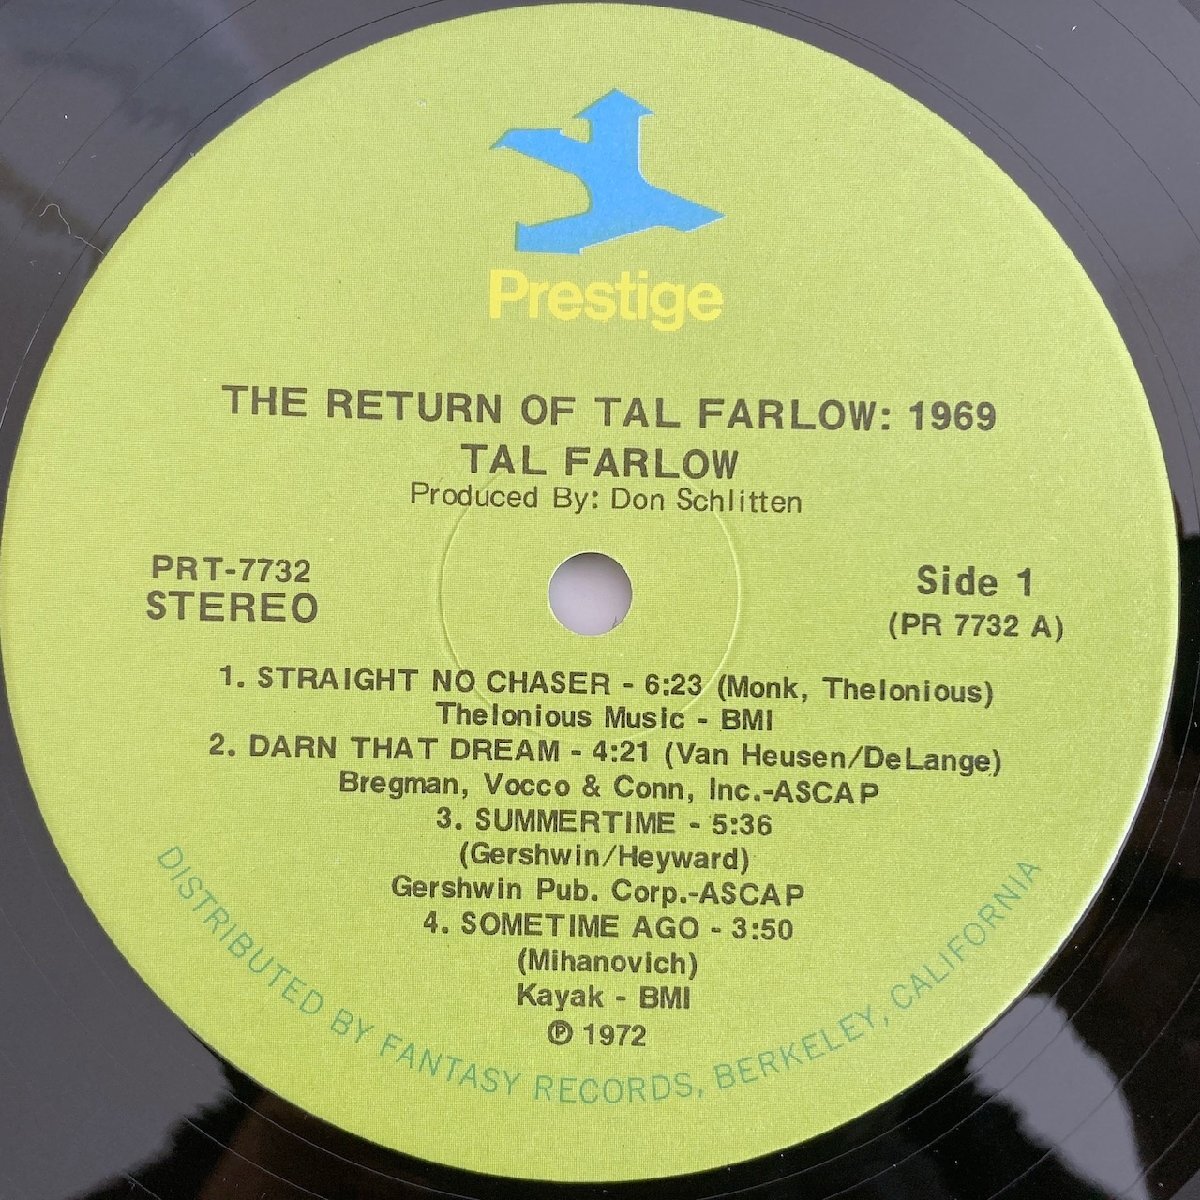 Prestige
THE RETURN OF TAL FARLOW: 1969
TAL FARLOW
Produced By: Don Schlitten
PRT-7732
STEREO
Side 1
(PR 7732 A)
1. STRAIGHT NO CHASER - 6:23 (Monk, Thelonious)
Thelonious Music - BMI
2. DARN THAT DREAM - 4:21 (Van Heusen/DeLange)
Bregman, Vocco & Conn, Inc.-ASCAP
3. SUMMERTIME - 5:36
(Gershwin/Heyward)
Gershwin Pub. Corp.-ASCAP
4. SOMETIME AGO - 3:50
(Mihanovich)
Kayak - BMI
℗ 1972
DISTRIBUTED BY FANTASY RECORDS, BERKELEY, CALIFORNIA